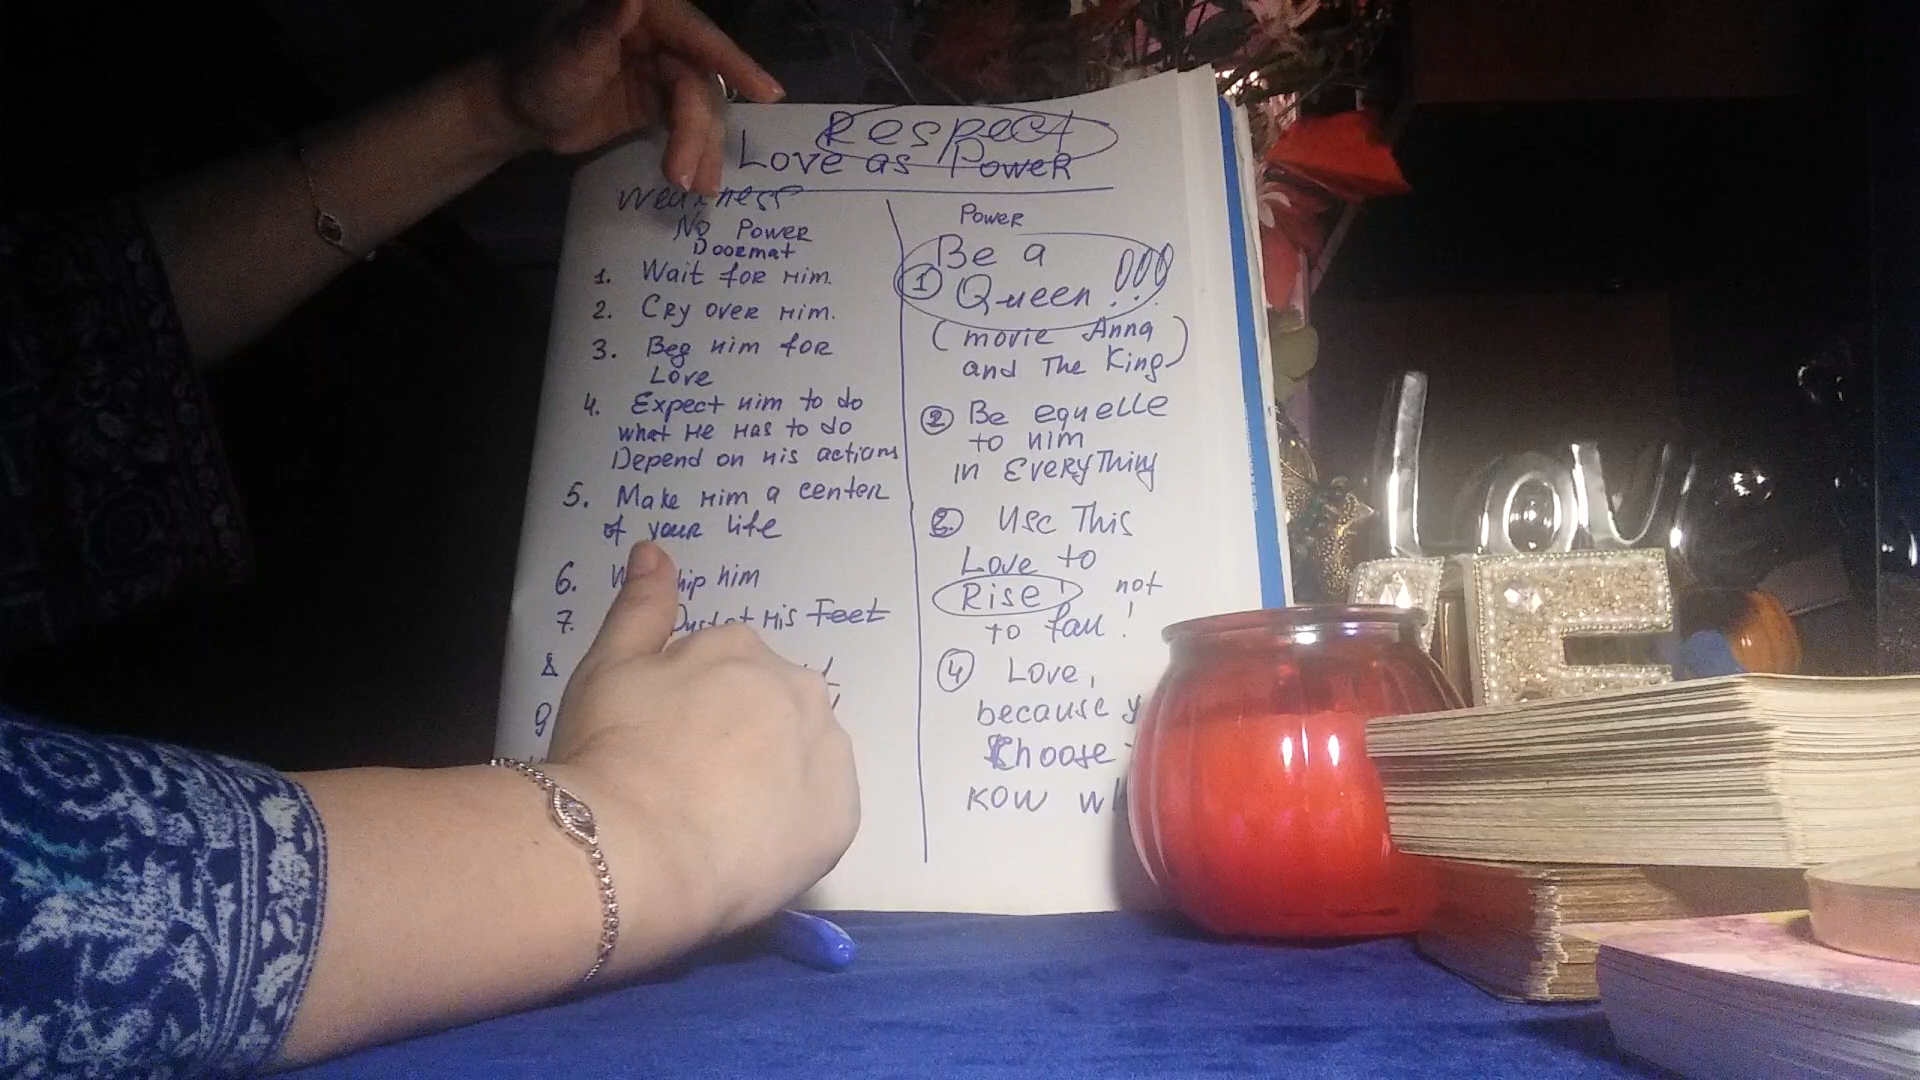 Respect
Love as Power
Weakness
No Power
Doormat
1. Wait for Him.
2. Cry over Him.
3. Beg him for
Love
4. Expect him to do
what He Has to do
Depend on his actions
5. Make Him a center
of your life
6. him
7. His Feet
8
9
Power
Be a
1 Queen !!!
(movie Anna
and The King)
2 Be equelle
to him
in EveryThing
3. Use This
Love to
Rise! not
to fall!
4 Love,
because
Choose
KOW
LOV
E